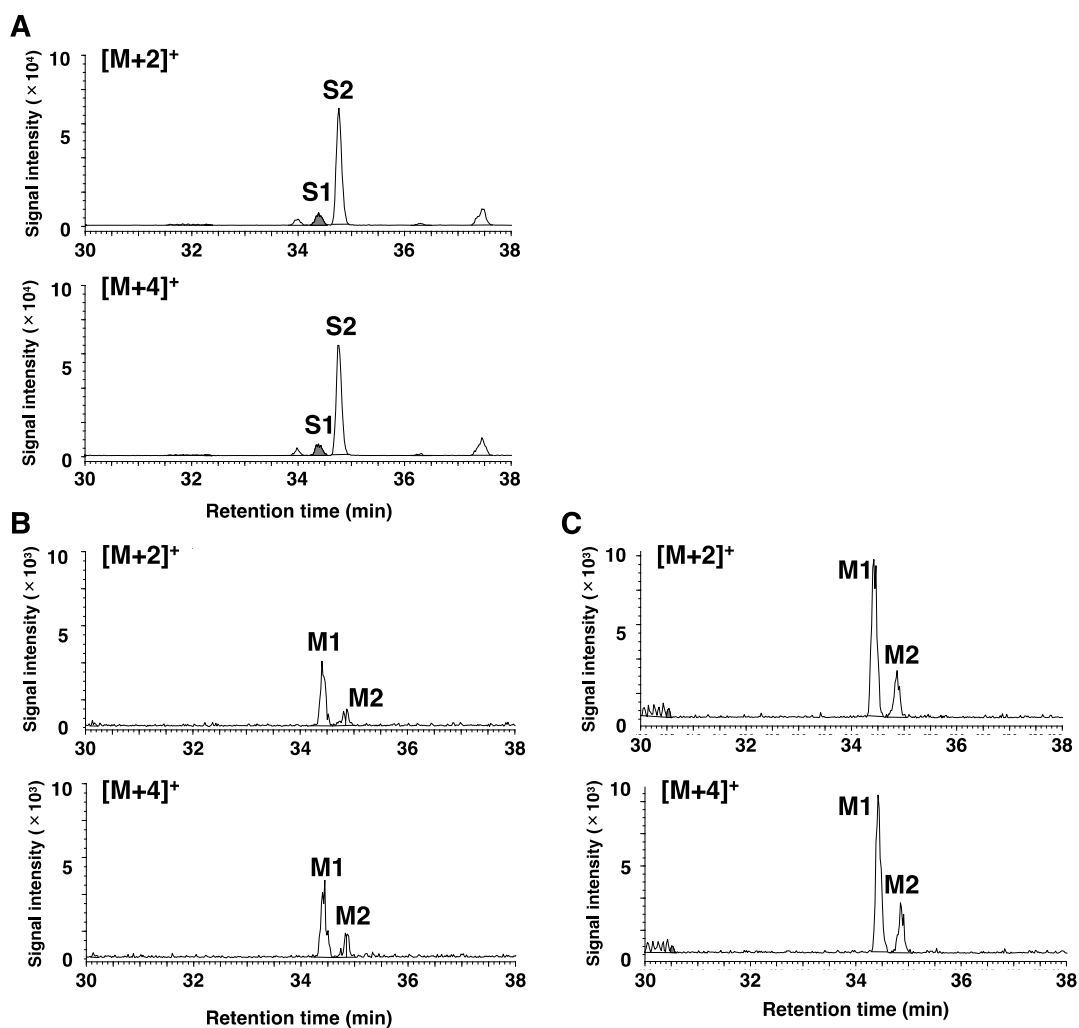 A
[M+2]+
Signal intensity (×10⁴)
10
5
0
S1
S2
30 32 34 36 38
[M+4]+
Signal intensity (×10⁴)
10
5
0
S1
S2
30 32 34 36 38
Retention time (min)
B
[M+2]+
Signal intensity (×10³)
10
5
0
M1
M2
30 32 34 36 38
[M+4]+
Signal intensity (×10³)
10
5
0
M1
M2
30 32 34 36 38
Retention time (min)
C
[M+2]+
Signal intensity (×10³)
10
5
0
M1
M2
30 32 34 36 38
[M+4]+
Signal intensity (×10³)
10
5
0
M1
M2
30 32 34 36 38
Retention time (min)